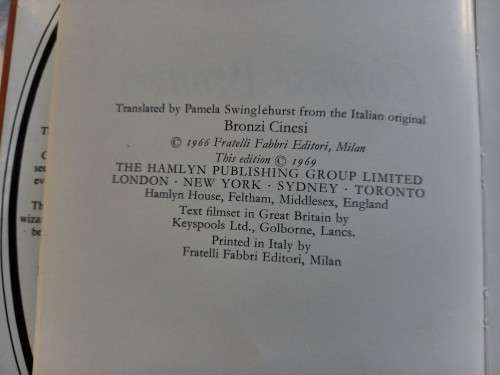 Translated by Pamela Swinglehurst from the Italian original
Bronzi Cinesi
© 1966 Fratelli Fabbri Editori, Milan
This edition © 1969
THE HAMLYN PUBLISHING GROUP LIMITED
LONDON · NEW YORK · SYDNEY · TORONTO
Hamlyn House, Feltham, Middlesex, England
Text filmset in Great Britain by
Keyspools Ltd., Golborne, Lancs.
Printed in Italy by
Fratelli Fabbri Editori, Milan